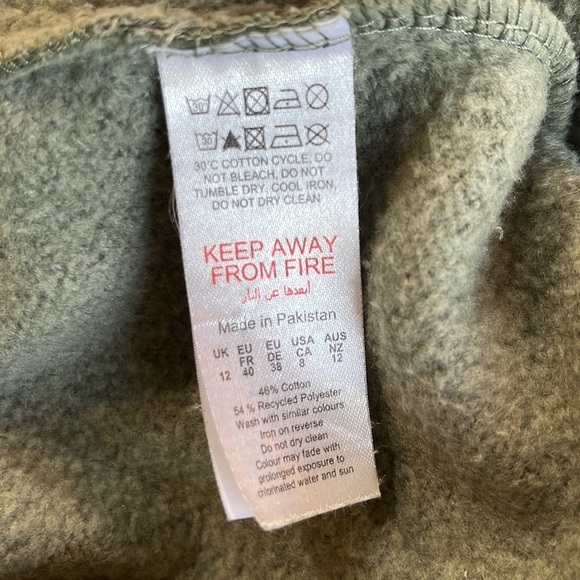 30
30
30°C COTTON CYCLE, DO
NOT BLEACH, DO NOT
TUMBLE DRY, COOL IRON,
DO NOT DRY CLEAN
KEEP AWAY
FROM FIRE
أبعدها عن النار
Made in Pakistan
UK EU EU USA AUS
FR DE CA NZ
12 40 38 8 12
46% Cotton
54 % Recycled Polyester
Wash with similar colours
Iron on reverse
Do not dry clean
Colour may fade with
prolonged exposure to
chlorinated water and sun